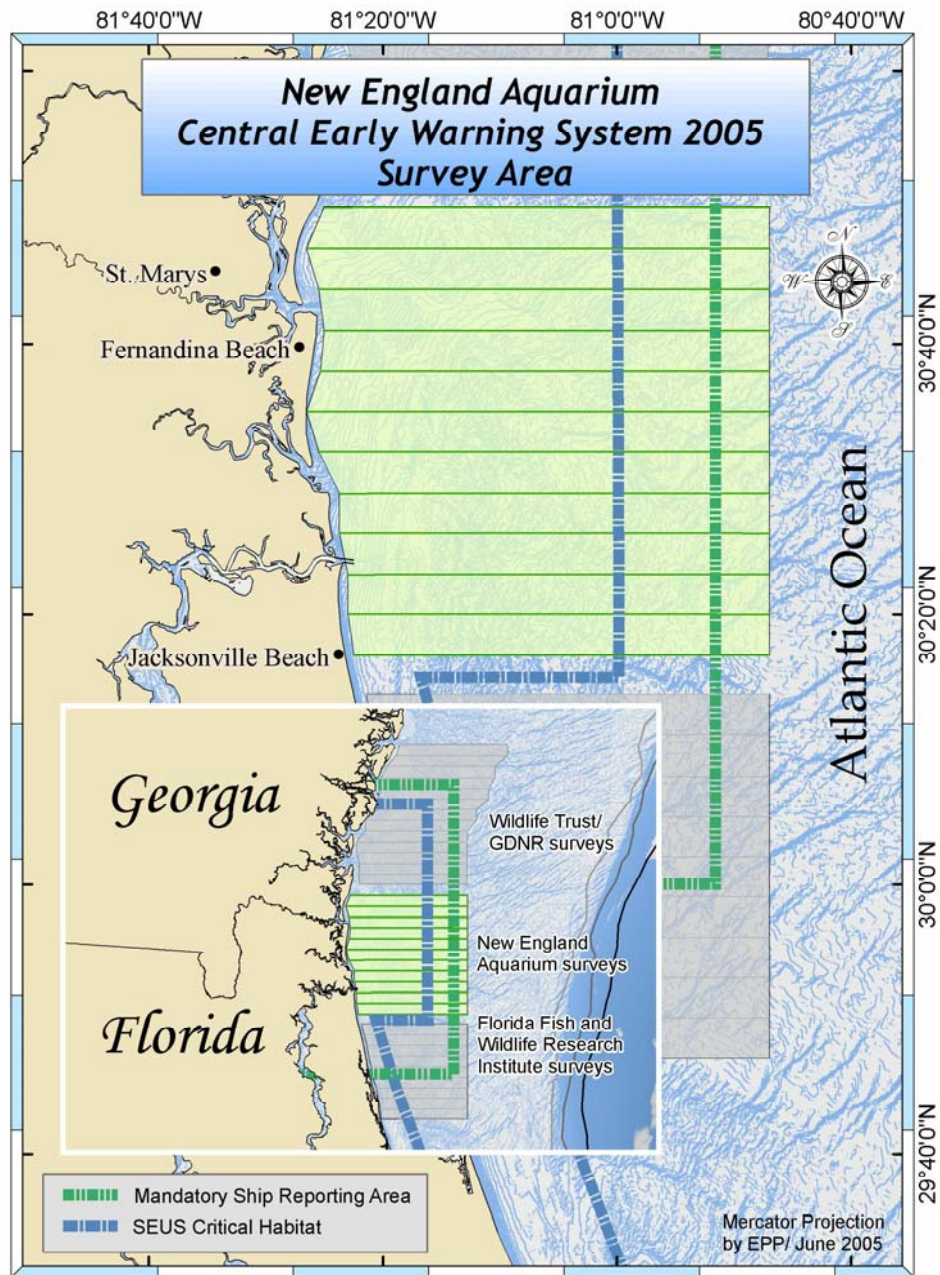 81°40'0"W
81°20'0"W
81°00'0"W
80°40'0"W
New England Aquarium
Central Early Warning System 2005
Survey Area
N
W
E
S
St. Marys
Fernandina Beach
30°40'0"N
Atlantic Ocean
30°20'0"N
Jacksonville Beach
Georgia
Wildlife Trust/
GDNR surveys
30°0'0"N
New England
Aquarium surveys
Florida
Florida Fish and
Wildlife Research
Institute surveys
29°40'0"N
Mandatory Ship Reporting Area
SEUS Critical Habitat
Mercator Projection
by EPP/ June 2005